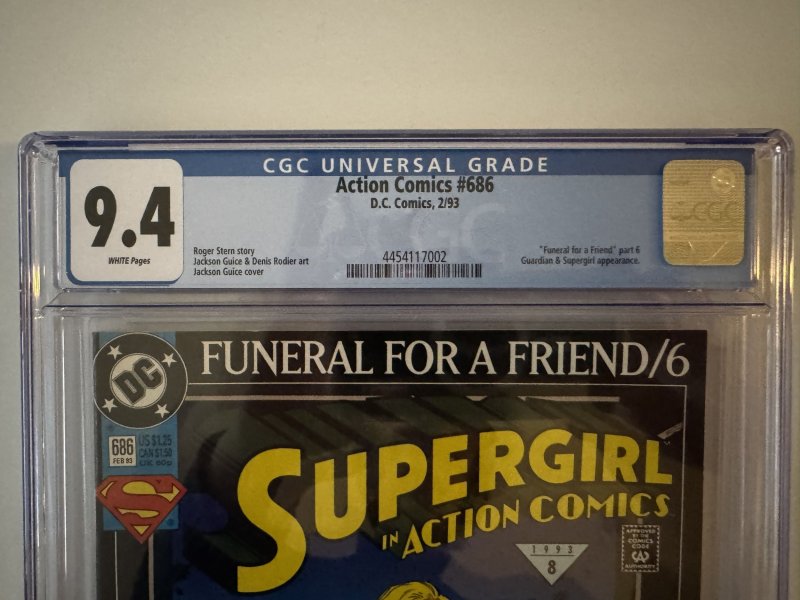 CGC UNIVERSAL GRADE
9.4
WHITE Pages
Action Comics #686
D.C. Comics, 2/93
Roger Stern story
Jackson Guice & Denis Rodier art
Jackson Guice cover
4454117002
"Funeral for a Friend" part 6
Guardian & Supergirl appearance.
CGC
CGC
DC
FUNERAL FOR A FRIEND/6
686
FEB 93
US $1.25
CAN $1.50
UK 60p
S
SUPERGIRL
IN ACTION COMICS
1993
8
APPROVED
BY THE
COMICS
CODE
CA
AUTHORITY